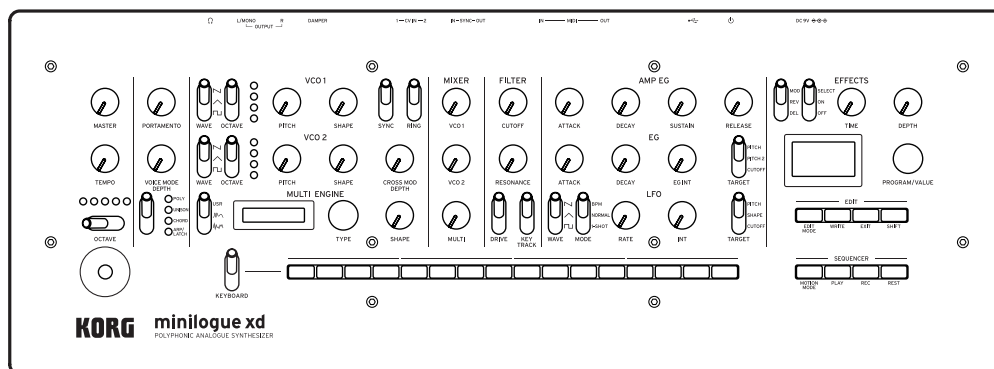 L/MONO R
OUTPUT
DAMPER
1 CV IN 2
IN SYNC OUT
IN MIDI OUT
DC 9V
VCO 1
MIXER
FILTER
AMP EG
EFFECTS
MOD
REV
DEL
SELECT
ON
OFF
MASTER
PORTAMENTO
WAVE
OCTAVE
PITCH
SHAPE
SYNC
RING
VCO 1
CUTOFF
ATTACK
DECAY
SUSTAIN
RELEASE
TIME
DEPTH
VCO 2
EG
PITCH
PITCH 2
CUTOFF
TEMPO
VOICE MODE
DEPTH
WAVE
OCTAVE
PITCH
SHAPE
CROSS MOD
DEPTH
VCO 2
RESONANCE
ATTACK
DECAY
EG INT
TARGET
PROGRAM/VALUE
MULTI ENGINE
LFO
POLY
UNISON
CHORD
ARP/
LATCH
USR
BPM
NORMAL
1-SHOT
PITCH
SHAPE
CUTOFF
OCTAVE
TYPE
SHAPE
MULTI
DRIVE
KEY
TRACK
WAVE
MODE
RATE
INT
TARGET
EDIT
EDIT
MODE
WRITE
EXIT
SHIFT
KEYBOARD
SEQUENCER
MOTION
MODE
PLAY
REC
REST
KORG minilogue xd
POLYPHONIC ANALOGUE SYNTHESIZER